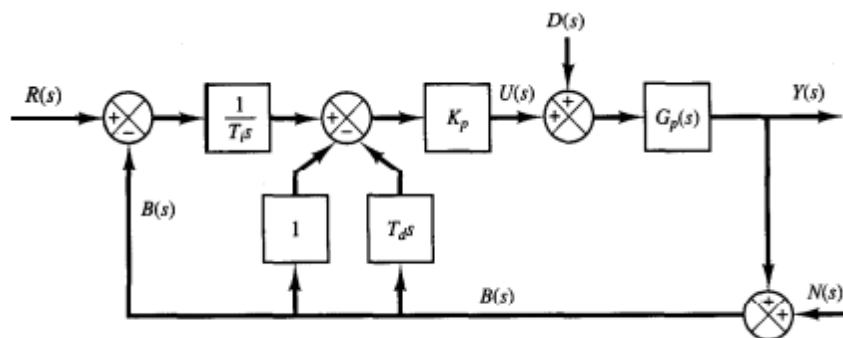 D(s)
R(s)
+
−
1
T_i s
+
−
K_p
U(s)
+
+
G_p(s)
Y(s)
B(s)
1
T_d s
B(s)
+
+
N(s)